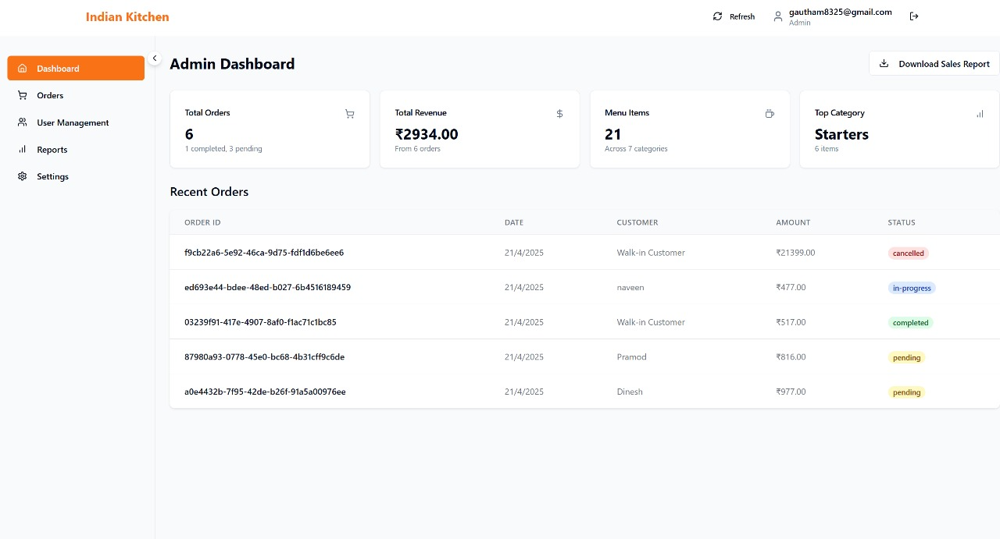 Indian Kitchen
Refresh
gautham8325@gmail.com
Admin
Dashboard
Orders
User Management
Reports
Settings
Admin Dashboard
Download Sales Report
Total Orders
6
1 completed, 3 pending
Total Revenue
₹2934.00
From 6 orders
Menu Items
21
Across 7 categories
Top Category
Starters
6 items
Recent Orders
ORDER ID DATE CUSTOMER AMOUNT STATUS
f9cb22a6-5e92-46ca-9d75-fdf1d6be6ee6 21/4/2025 Walk-in Customer ₹21399.00 cancelled
ed693e44-bdee-48ed-b027-6b4516189459 21/4/2025 naveen ₹477.00 in-progress
03239f91-417e-4907-8af0-f1ac71c1bc85 21/4/2025 Walk-in Customer ₹517.00 completed
87980a93-0778-45e0-bc68-4b31cff9c6de 21/4/2025 Pramod ₹816.00 pending
a0e4432b-7f95-42de-b26f-91a5a00976ee 21/4/2025 Dinesh ₹977.00 pending